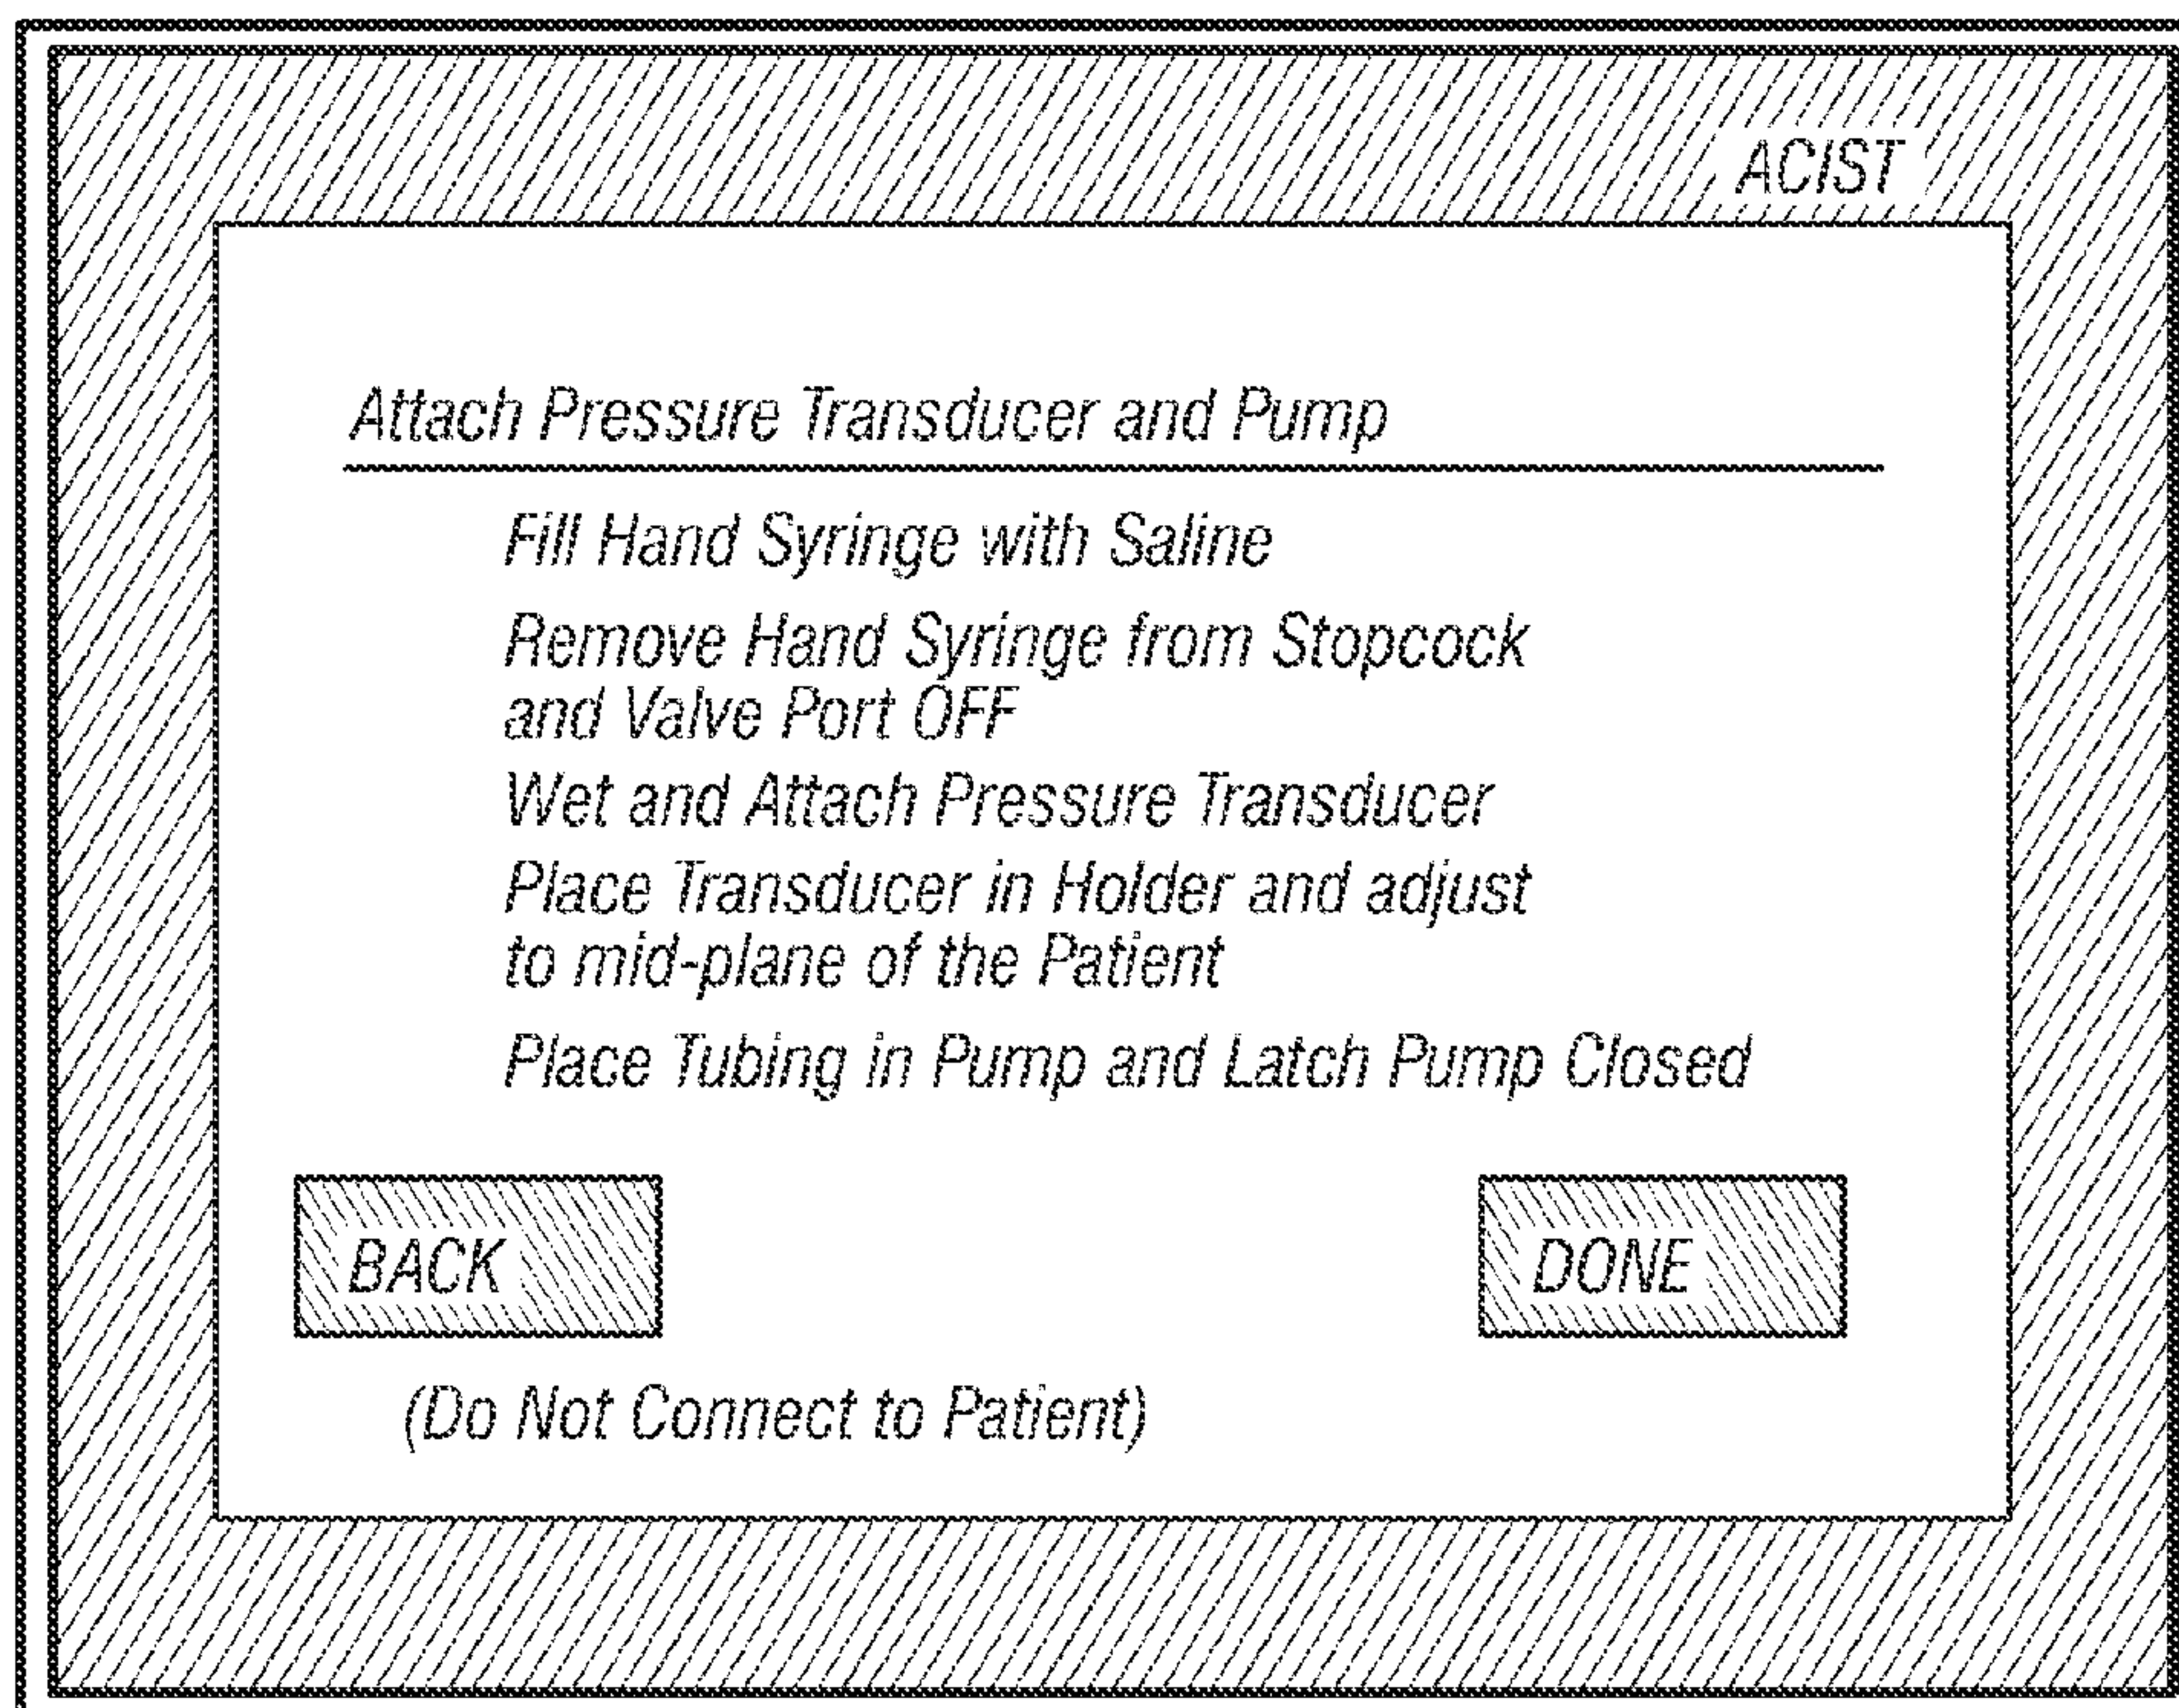 ACIST
Attach Pressure Transducer and Pump
Fill Hand Syringe with Saline
Remove Hand Syringe from Stopcock
and Valve Port OFF
Wet and Attach Pressure Transducer
Place Transducer in Holder and adjust
to mid-plane of the Patient
Place Tubing in Pump and Latch Pump Closed
BACK
DONE
(Do Not Connect to Patient)